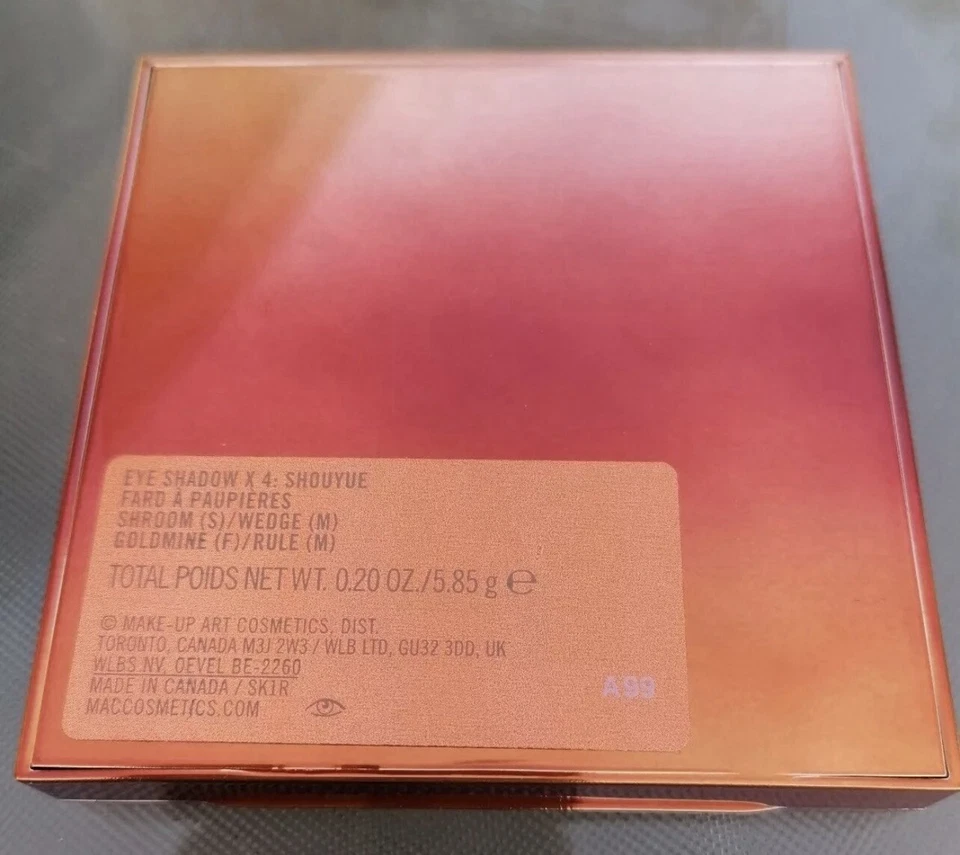 EYE SHADOW X 4: SHOUYUE
FARD À PAUPIÈRES
SHROOM (S)/WEDGE (M)
GOLDMINE (F)/RULE (M)
TOTAL POIDS NET WT. 0.20 OZ./5.85 g ℮
© MAKE-UP ART COSMETICS, DIST.
TORONTO, CANADA M3J 2W3 / WLB LTD, GU32 3DD, UK
WLBS NV, OEVEL BE-2260
MADE IN CANADA / SK1R
MACCOSMETICS.COM
A99